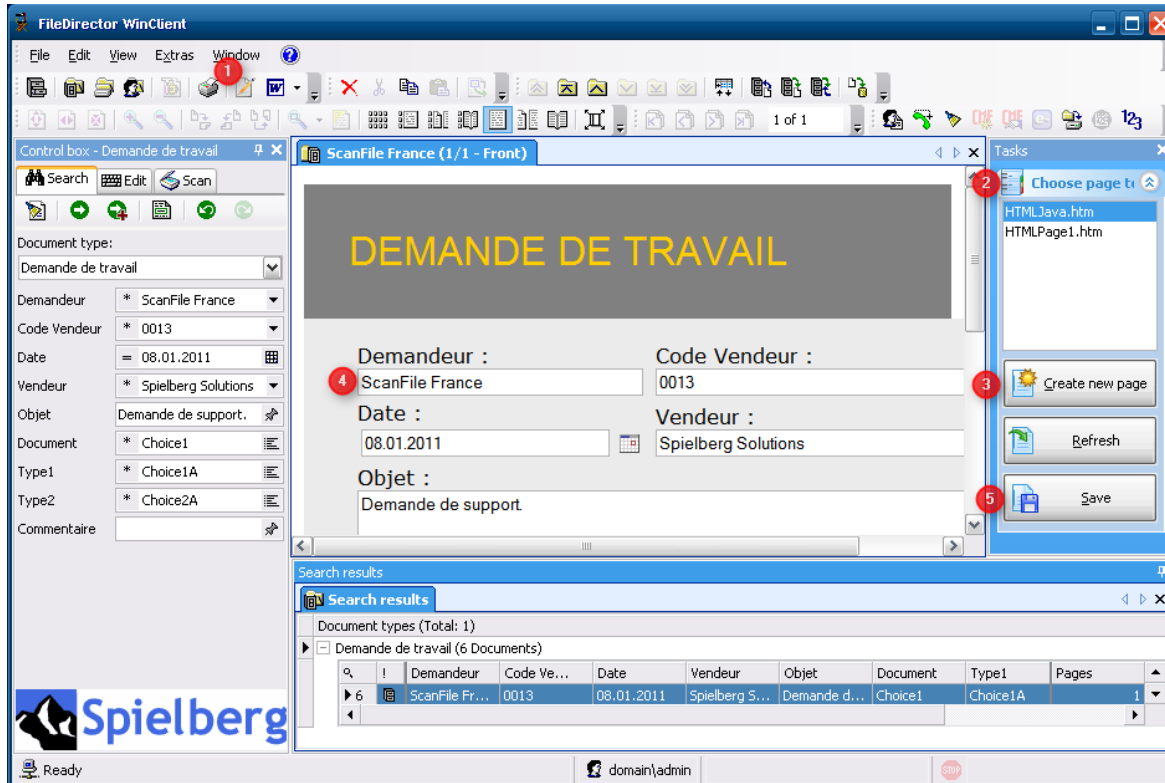 FileDirector WinClient
File Edit View Extras Window
1
1 of 1
Control box - Demande de travail
ScanFile France (1/1 - Front)
Tasks
Search Edit Scan
2 Choose page
HTMLJava.htm
HTMLPage1.htm
Document type:
Demande de travail
Demandeur * ScanFile France
Code Vendeur * 0013
Date = 08.01.2011
Vendeur * Spielberg Solutions
Objet Demande de support.
Document * Choice1
Type1 * Choice1A
Type2 * Choice2A
Commentaire
DEMANDE DE TRAVAIL
Demandeur : Code Vendeur :
4 ScanFile France 0013
Date : Vendeur :
08.01.2011 Spielberg Solutions
Objet :
Demande de support.
3 Create new page
Refresh
5 Save
Search results
Search results
Document types (Total: 1)
Demande de travail (6 Documents)
! Demandeur Code Ve... Date Vendeur Objet Document Type1 Pages
6 ScanFile Fr... 0013 08.01.2011 Spielberg S... Demande d... Choice1 Choice1A 1
Spielberg
Ready domain\admin STOP